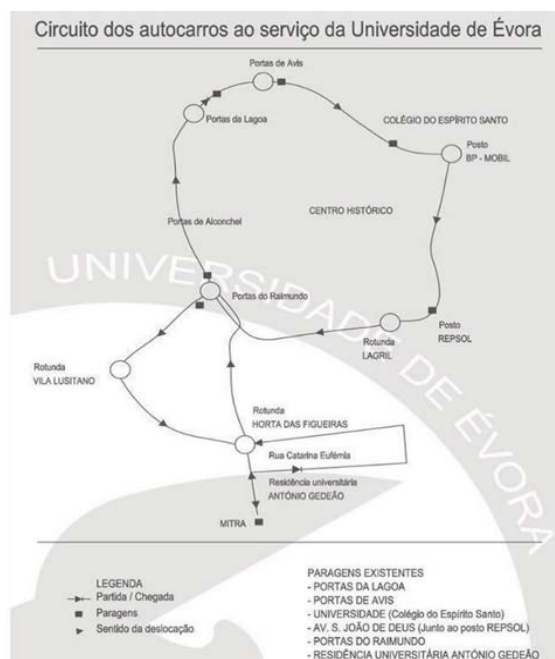 Circuito dos autocarros ao serviço da Universidade de Évora
Portas de Avis
Portas da Lagoa
COLÉGIO DO ESPÍRITO SANTO
Posto
BP - MOBIL
CENTRO HISTÓRICO
Portas de Alconchel
UNIVERSIDADE DE ÉVORA
Portas do Raimundo
Posto
REPSOL
Rotunda
LAGRIL
Rotunda
VILA LUSITANO
Rotunda
HORTA DAS FIGUEIRAS
Rua Catarina Eufémia
Residência universitária
ANTÓNIO GEDEÃO
MITRA
LEGENDA
Partida / Chegada
Paragens
Sentido da deslocação
PARAGENS EXISTENTES
- PORTAS DA LAGOA
- PORTAS DE AVIS
- UNIVERSIDADE (Colégio do Espírito Santo)
- AV. S. JOÃO DE DEUS (Junto ao posto REPSOL)
- PORTAS DO RAIMUNDO
- RESIDÊNCIA UNIVERSITÁRIA ANTÓNIO GEDEÃO